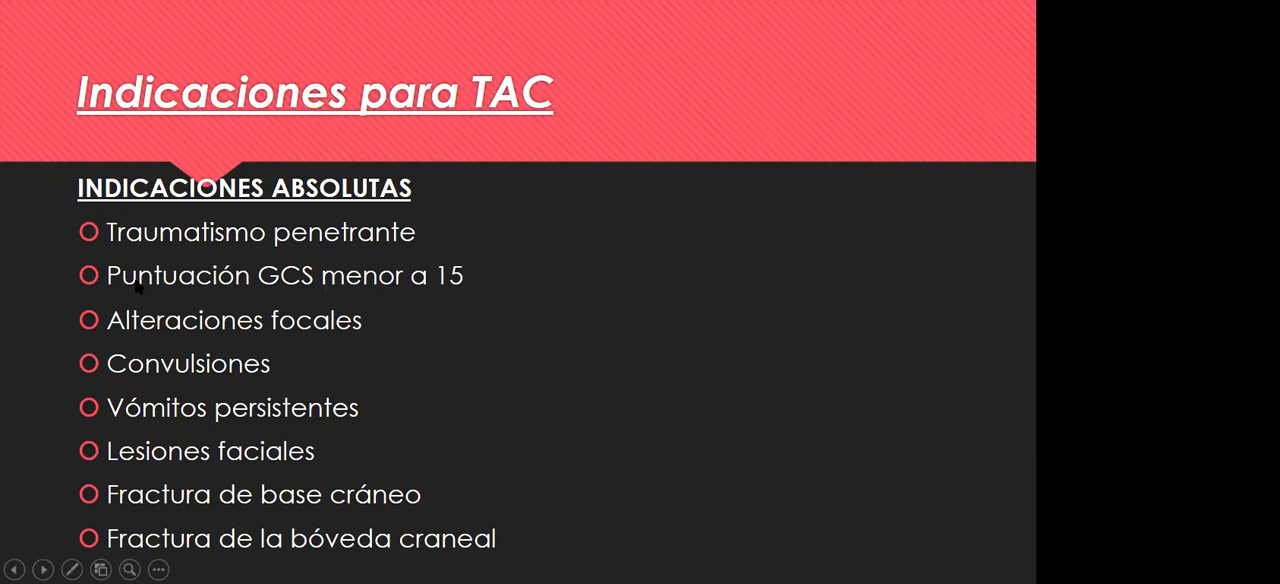 Indicaciones para TAC
INDICACIONES ABSOLUTAS
Traumatismo penetrante
Puntuación GCS menor a 15
Alteraciones focales
Convulsiones
Vómitos persistentes
Lesiones faciales
Fractura de base cráneo
Fractura de la bóveda craneal